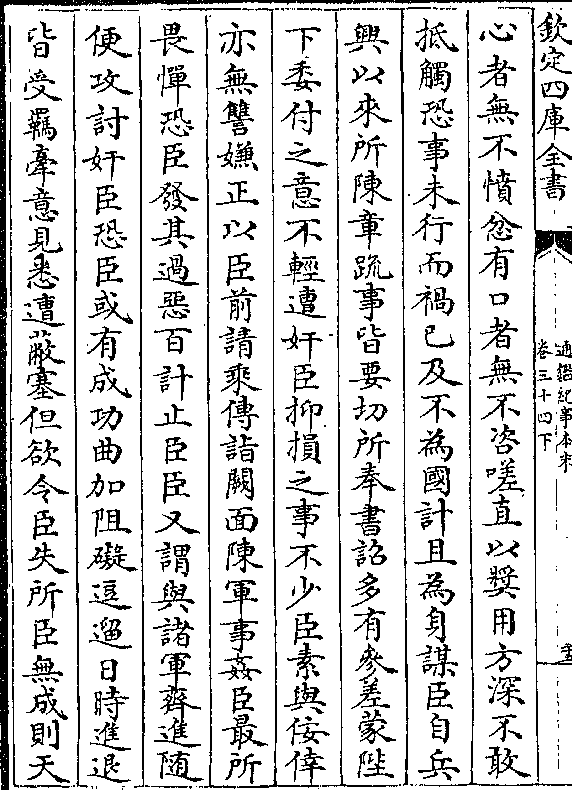 欽定四庫全書
通鑑紀事本末
卷三十四下
心者無不憤忿有口者無不咨嗟直以奬用方深不敢
抵觸恐事未行而禍已及不為國計且為身謀臣自兵
興以來所陳章䟽事皆要切所奉書詔多有參差蒙陛
下委付之意不輕遭奸臣抑損之事不少臣素與佞倖
亦無讐嫌正以臣前請乘傳詣闕面陳軍事姦臣最所
畏憚恐臣發其過惡百計止臣臣又謂與諸軍齊進随
便攻討奸臣恐臣或有成功曲加阻礙逗遛日時進退
皆受羈牽意見悉遭蔽塞但欲令臣失所臣無成則天